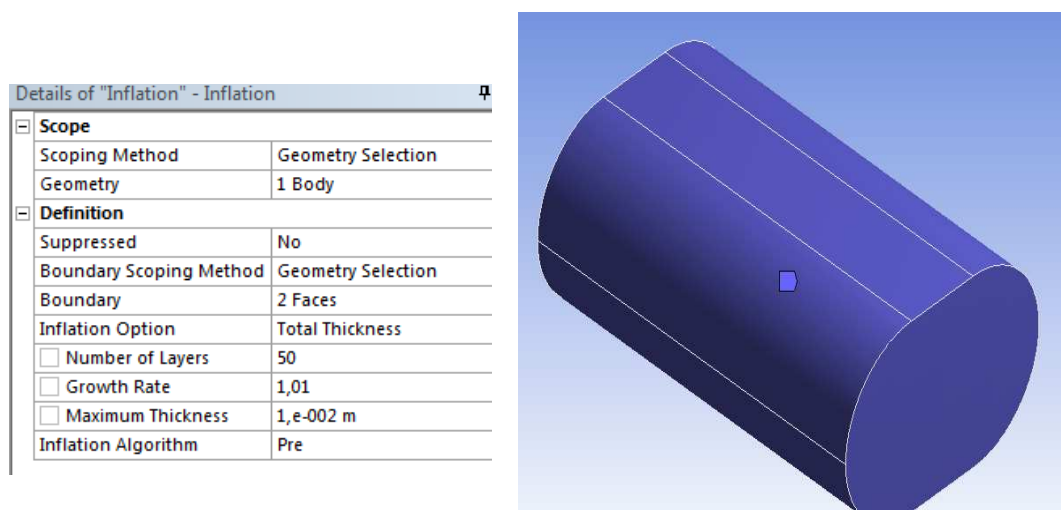 Details of "Inflation" - Inflation
Scope
Scoping Method Geometry Selection
Geometry 1 Body
Definition
Suppressed No
Boundary Scoping Method Geometry Selection
Boundary 2 Faces
Inflation Option Total Thickness
Number of Layers 50
Growth Rate 1,01
Maximum Thickness 1,e-002 m
Inflation Algorithm Pre